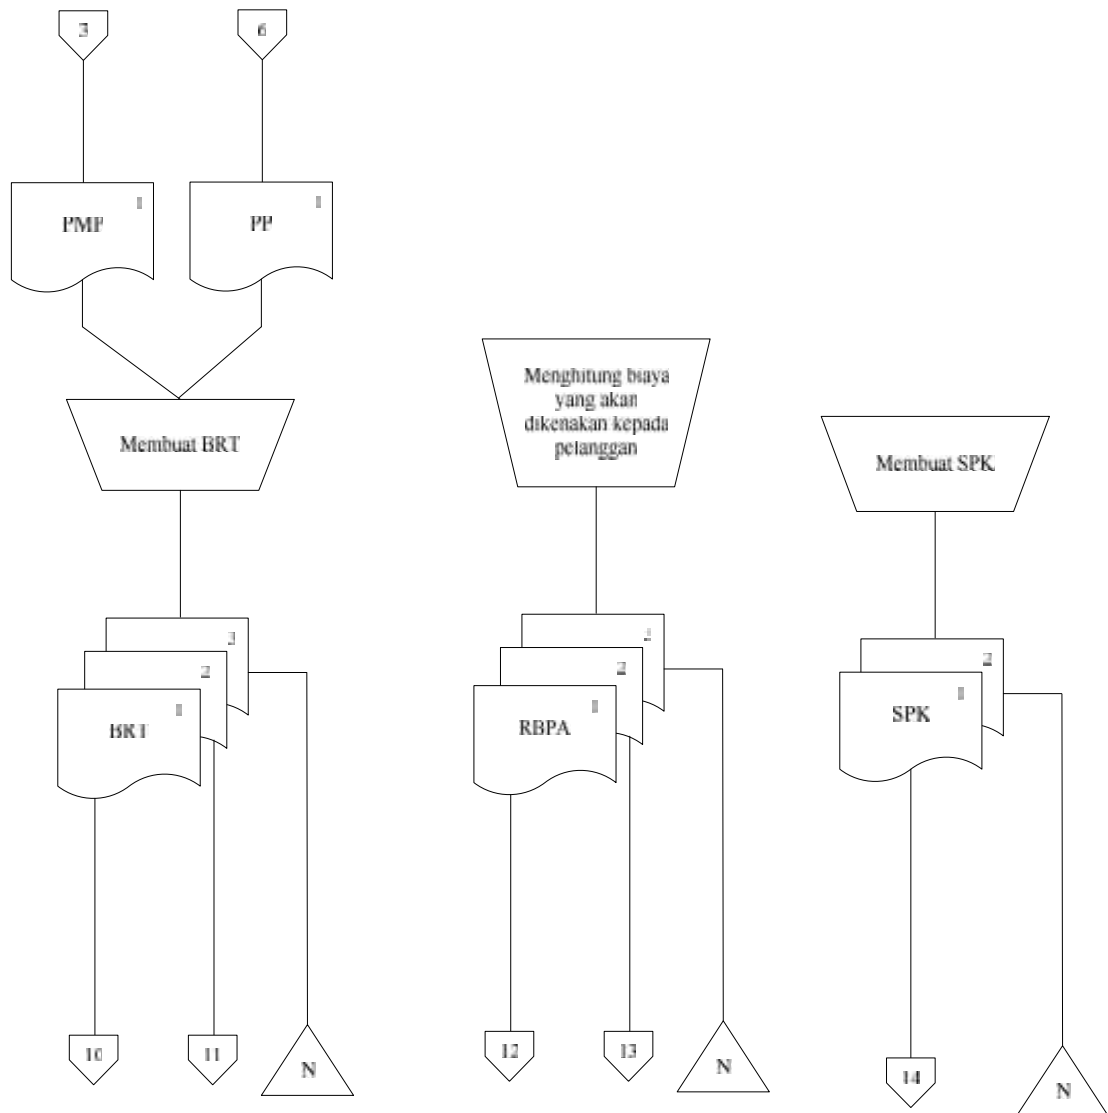 3
6
1
PMP
1
PP
Membuat BRT
Menghitung biaya
yang akan
dikenakan kepada
pelanggan
Membuat SPK
3
2
1
BRT
2
1
RBPA
2
1
SPK
10
11
N
12
13
N
14
N